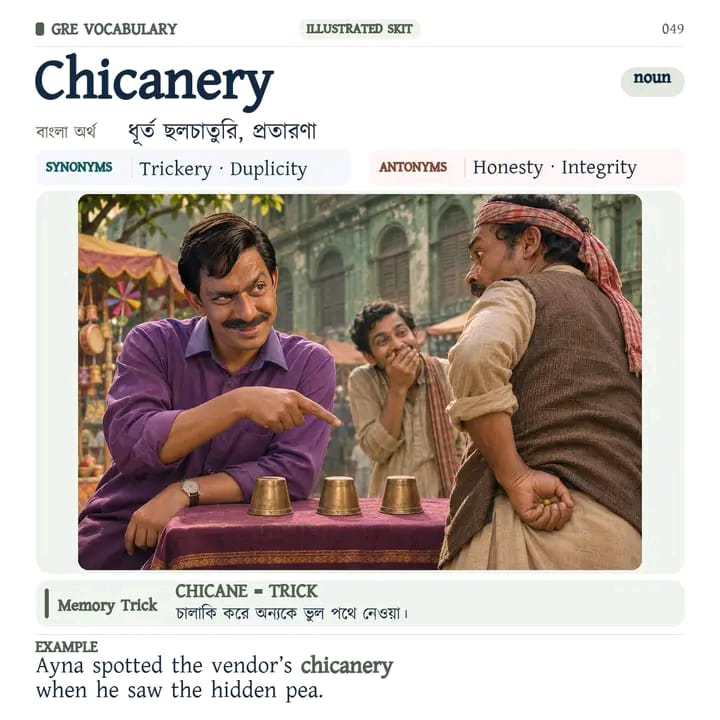 GRE VOCABULARY
ILLUSTRATED SKIT
049
Chicanery
noun
বাংলা অর্থ ধূর্ত ছলচাতুরি, প্রতারণা
SYNONYMS Trickery · Duplicity
ANTONYMS Honesty · Integrity
Memory Trick
CHICANE = TRICK
চালাকি করে অন্যকে ভুল পথে নেওয়া।
EXAMPLE
Ayna spotted the vendor's chicanery
when he saw the hidden pea.